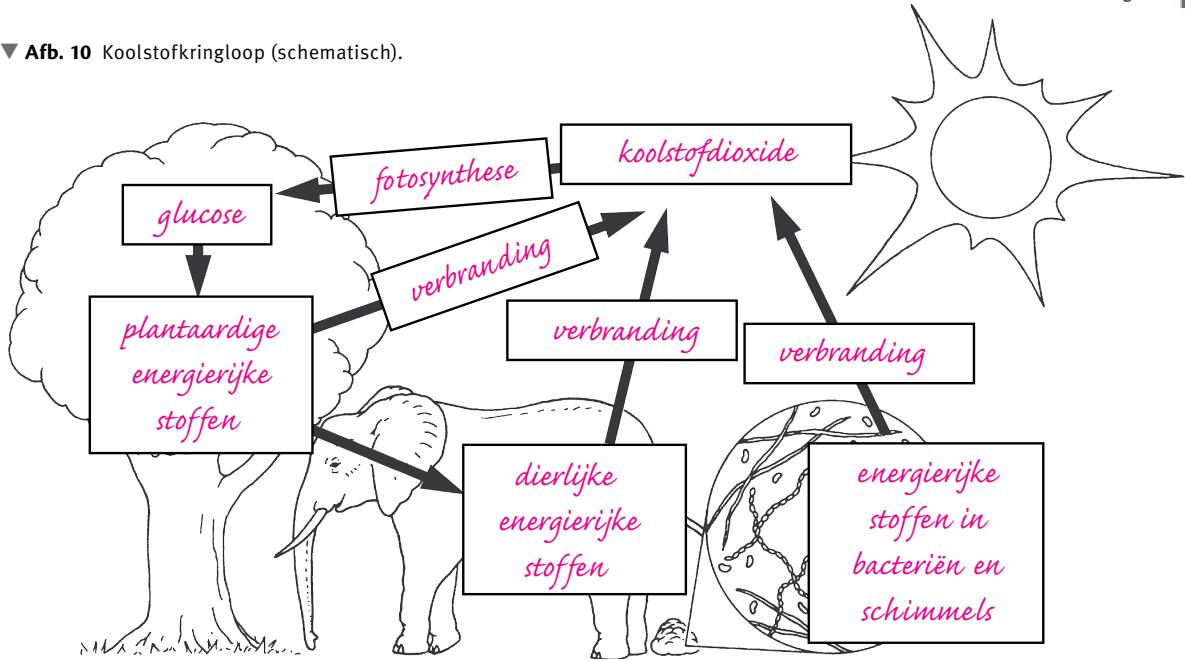 ▼ Afb. 10 Koolstofkringloop (schematisch).
koolstofdioxide
fotosynthese
glucose
verbranding
plantaardige
energierijke
stoffen
verbranding
verbranding
dierlijke
energierijke
stoffen
energierijke
stoffen in
bacteriën en
schimmels